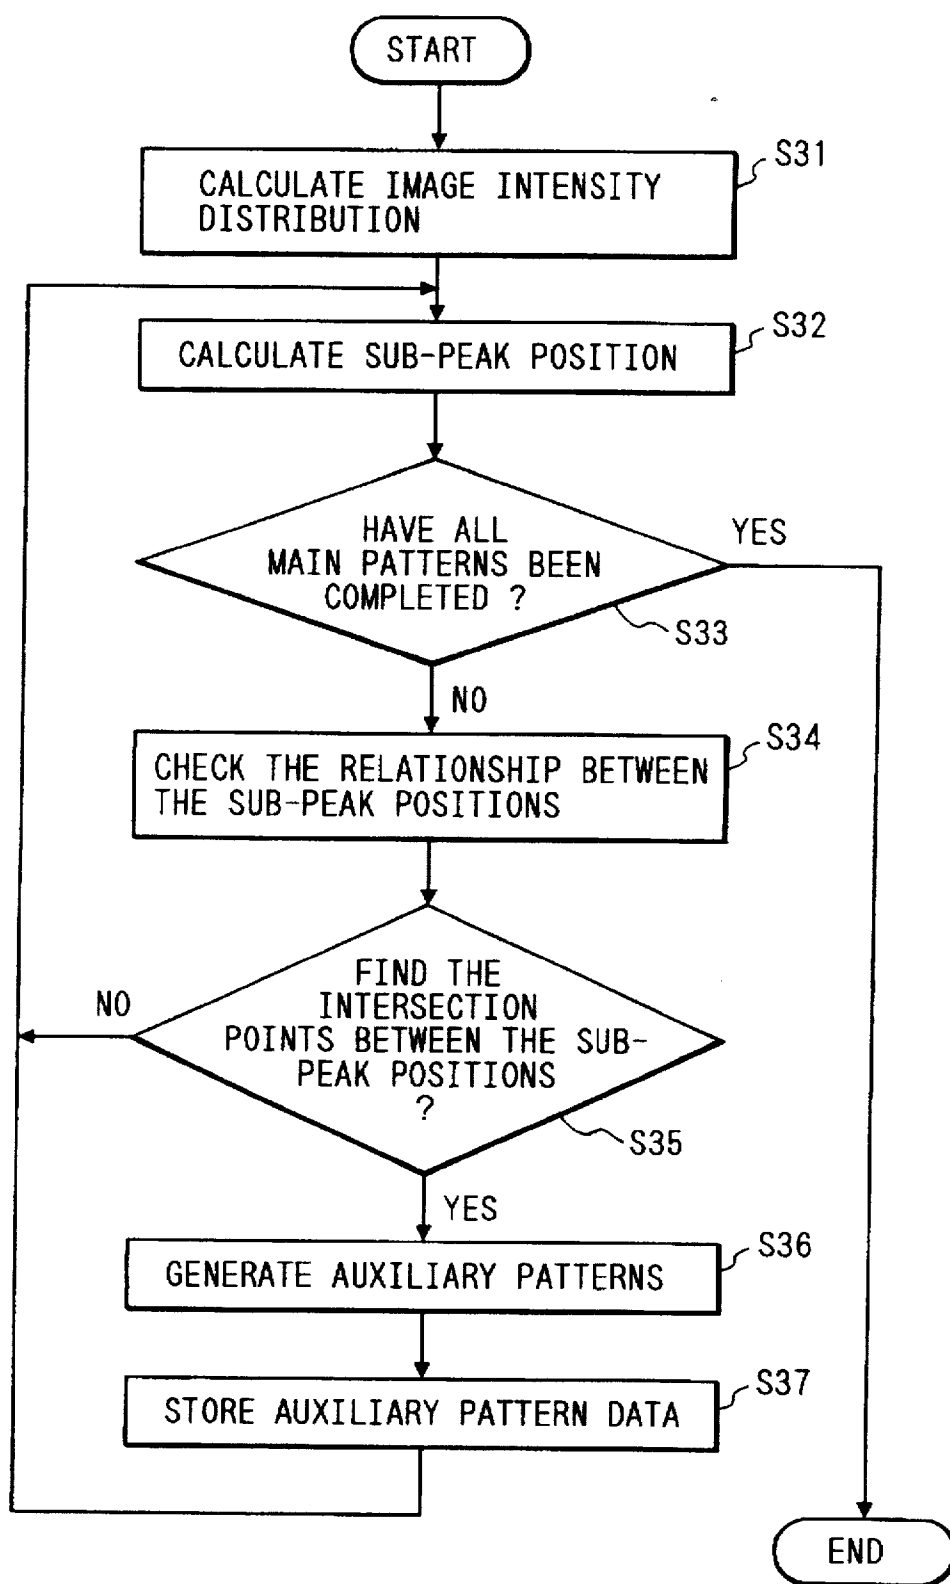 START
S31
CALCULATE IMAGE INTENSITY
DISTRIBUTION
S32
CALCULATE SUB-PEAK POSITION
HAVE ALL
MAIN PATTERNS BEEN
COMPLETED ?
YES
S33
NO
S34
CHECK THE RELATIONSHIP BETWEEN
THE SUB-PEAK POSITIONS
FIND THE
INTERSECTION
POINTS BETWEEN THE SUB-
PEAK POSITIONS
?
NO
S35
YES
S36
GENERATE AUXILIARY PATTERNS
S37
STORE AUXILIARY PATTERN DATA
END